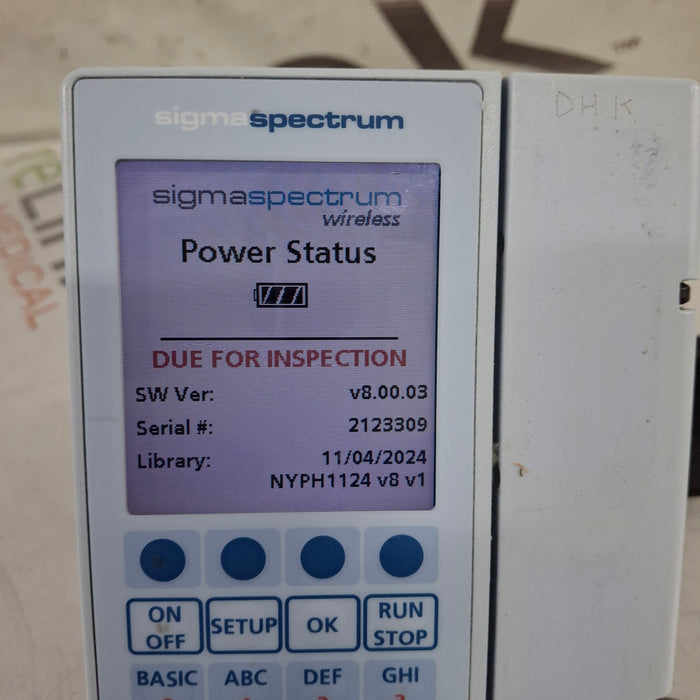 DHK
sigmaspectrum
sigmaspectrum
wireless
Power Status
DUE FOR INSPECTION
SW Ver: v8.00.03
Serial #: 2123309
Library: 11/04/2024
NYPH1124 v8 v1
ON OFF
SETUP
OK
RUN STOP
BASIC ABC DEF GHI
MEDICAL